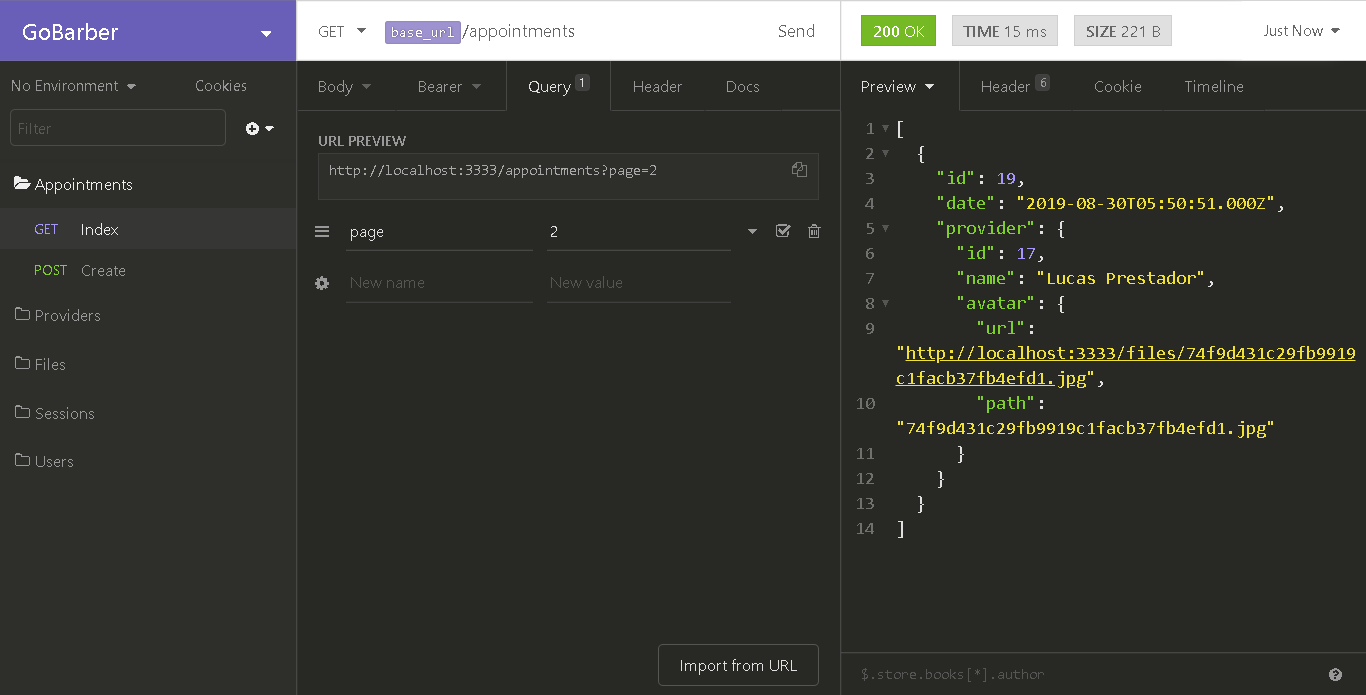 GoBarber
GET base_url/appointments Send
200 OK TIME 15 ms SIZE 221 B Just Now
No Environment Cookies
Filter
Appointments
GET Index
POST Create
Providers
Files
Sessions
Users
Body Bearer Query 1 Header Docs
URL PREVIEW
http://localhost:3333/appointments?page=2
page 2
New name New value
Import from URL
Preview Header 6 Cookie Timeline
1 [
2 {
3 "id": 19,
4 "date": "2019-08-30T05:50:51.000Z",
5 "provider": {
6 "id": 17,
7 "name": "Lucas Prestador",
8 "avatar": {
9 "url":
"http://localhost:3333/files/74f9d431c29fb9919
c1facb37fb4efd1.jpg",
10 "path":
"74f9d431c29fb9919c1facb37fb4efd1.jpg"
11 }
12 }
13 }
14 ]
$.store.books[*].author